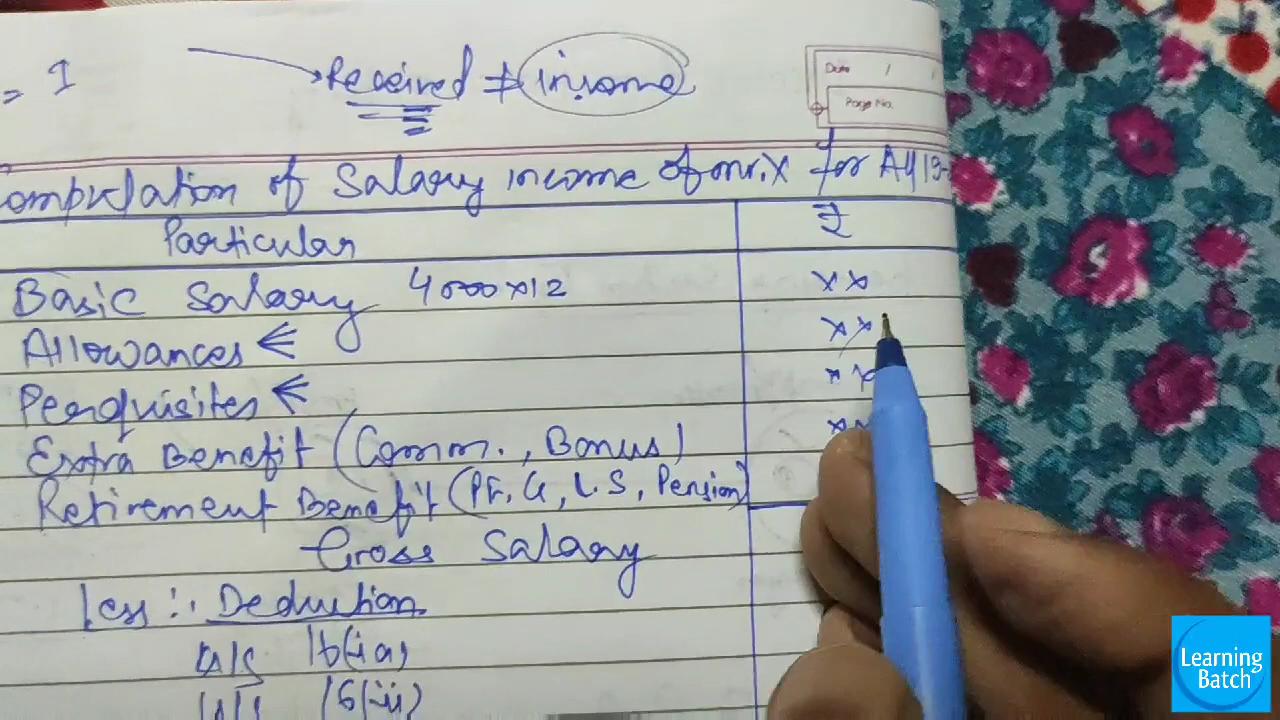 = I
Received ≠ income
Date / /
Page No.
omputation of Salary income of mr. X for AY 19-
Particular ₹
Basic Salary 4000x12 xx
Allowances xx
Perquisites xx
Extra Benefit (Comm., Bonus) xx
Retirement Benefit (PF, G, L.S, Pension)
Gross Salary
Less :. Deduction
u/s 16(ia)
u/s 16(ii)
Learning
Batch